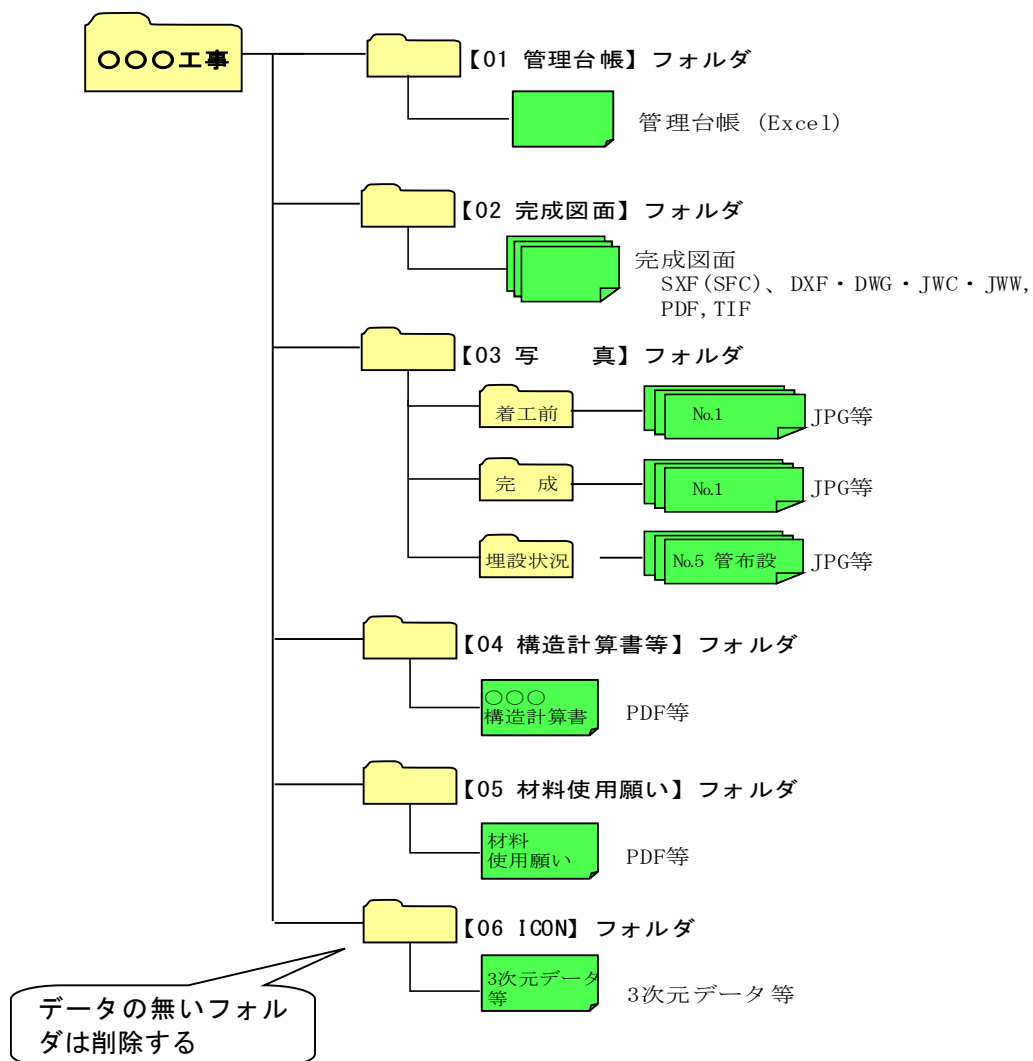 〇〇〇工事
【01 管理台帳】フォルダ
管理台帳 (Excel)
【02 完成図面】フォルダ
完成図面
SXF(SFC)、DXF・DWG・JWC・JWW,
PDF,TIF
【03 写　　真】フォルダ
着工前
No.1
JPG等
完　成
No.1
JPG等
埋設状況
No.5 管布設
JPG等
【04 構造計算書等】フォルダ
〇〇〇
構造計算書
PDF等
【05 材料使用願い】フォルダ
材料
使用願い
PDF等
【06 ICON】フォルダ
3次元データ
等
3次元データ等
データの無いフォル
ダは削除する